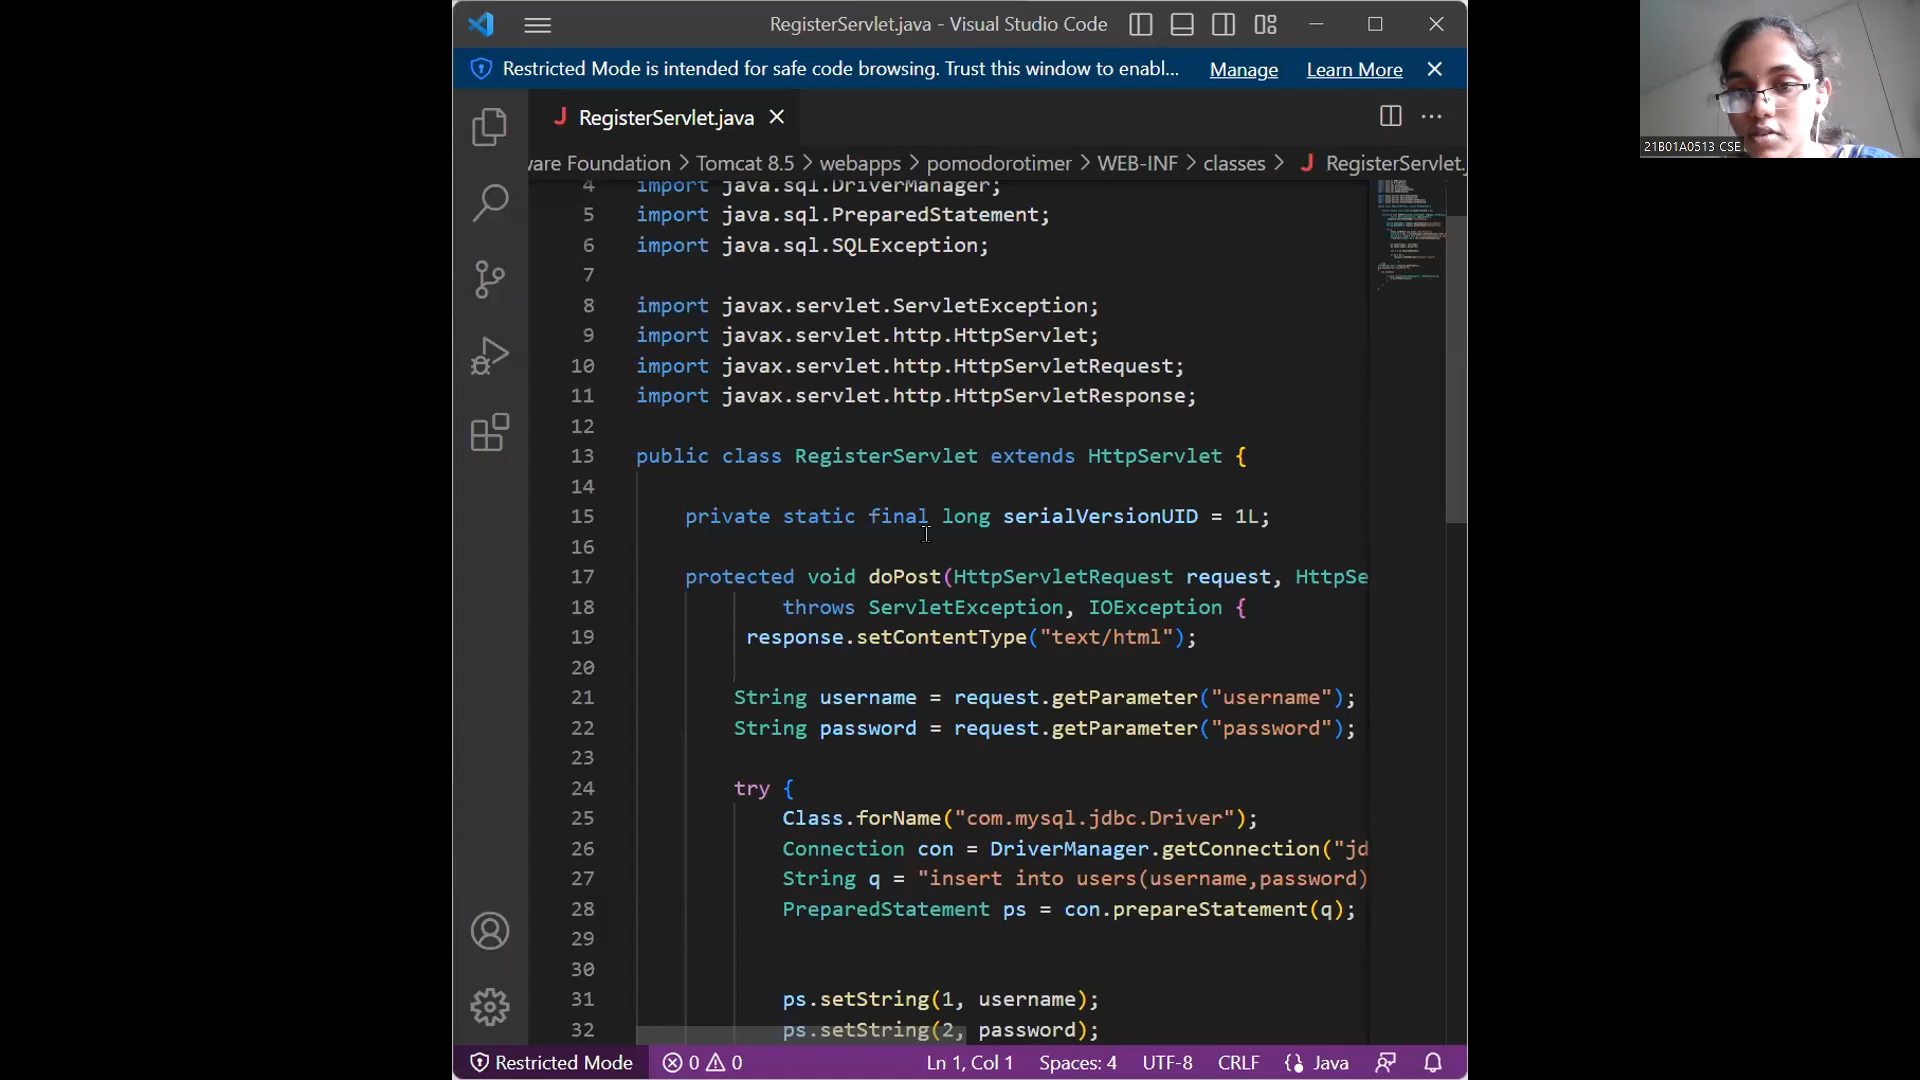 RegisterServlet.java - Visual Studio Code
Restricted Mode is intended for safe code browsing. Trust this window to enabl... Manage Learn More
RegisterServlet.java
ware Foundation > Tomcat 8.5 > webapps > pomodorotimer > WEB-INF > classes > J RegisterServlet.
4 import java.sql.DriverManager;
5 import java.sql.PreparedStatement;
6 import java.sql.SQLException;
7
8 import javax.servlet.ServletException;
9 import javax.servlet.http.HttpServlet;
10 import javax.servlet.http.HttpServletRequest;
11 import javax.servlet.http.HttpServletResponse;
12
13 public class RegisterServlet extends HttpServlet {
14
15 private static final long serialVersionUID = 1L;
16
17 protected void doPost(HttpServletRequest request, HttpSe
18 throws ServletException, IOException {
19 response.setContentType("text/html");
20
21 String username = request.getParameter("username");
22 String password = request.getParameter("password");
23
24 try {
25 Class.forName("com.mysql.jdbc.Driver");
26 Connection con = DriverManager.getConnection("jd
27 String q = "insert into users(username,password)
28 PreparedStatement ps = con.prepareStatement(q);
29
30
31 ps.setString(1, username);
32 ps.setString(2, password);
Restricted Mode 0 0 Ln 1, Col 1 Spaces: 4 UTF-8 CRLF {} Java
21B01A0513 CSE